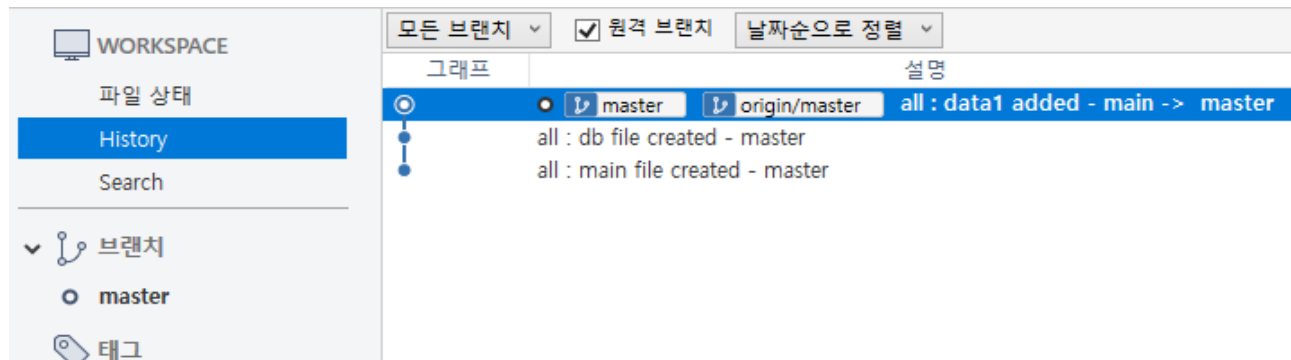 WORKSPACE
파일 상태
History
Search
브랜치
master
태그
모든 브랜치 원격 브랜치 날짜순으로 정렬
그래프 설명
master origin/master all : data1 added - main -> master
all : db file created - master
all : main file created - master